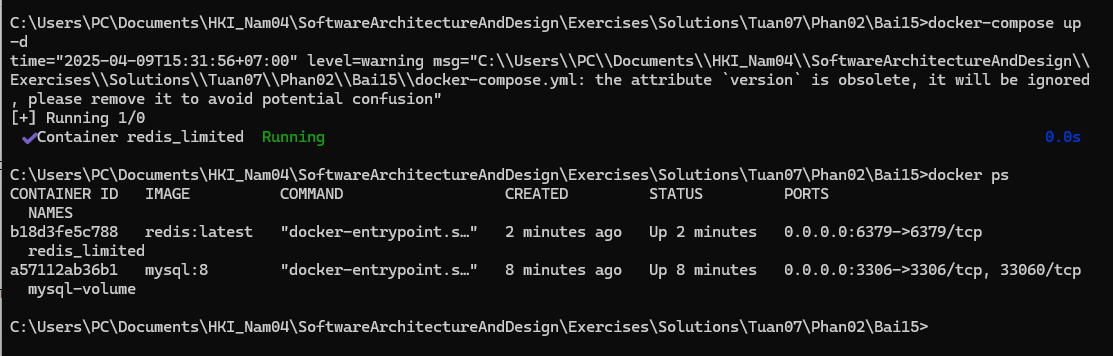 C:\Users\PC\Documents\HKI_Nam04\SoftwareArchitectureAndDesign\Exercises\Solutions\Tuan07\Phan02\Bai15>docker-compose up
-d
time="2025-04-09T15:31:56+07:00" level=warning msg="C:\\Users\\PC\\Documents\\HKI_Nam04\\SoftwareArchitectureAndDesign\\
Exercises\\Solutions\\Tuan07\\Phan02\\Bai15\\docker-compose.yml: the attribute `version` is obsolete, it will be ignored
, please remove it to avoid potential confusion"
[+] Running 1/0
✔Container redis_limited  Running  0.0s
C:\Users\PC\Documents\HKI_Nam04\SoftwareArchitectureAndDesign\Exercises\Solutions\Tuan07\Phan02\Bai15>docker ps
CONTAINER ID   IMAGE          COMMAND                  CREATED         STATUS         PORTS
NAMES
b18d3fe5c788   redis:latest   "docker-entrypoint.s…"   2 minutes ago   Up 2 minutes   0.0.0.0:6379->6379/tcp
redis_limited
a57112ab36b1   mysql:8        "docker-entrypoint.s…"   8 minutes ago   Up 8 minutes   0.0.0.0:3306->3306/tcp, 33060/tcp
mysql-volume
C:\Users\PC\Documents\HKI_Nam04\SoftwareArchitectureAndDesign\Exercises\Solutions\Tuan07\Phan02\Bai15>